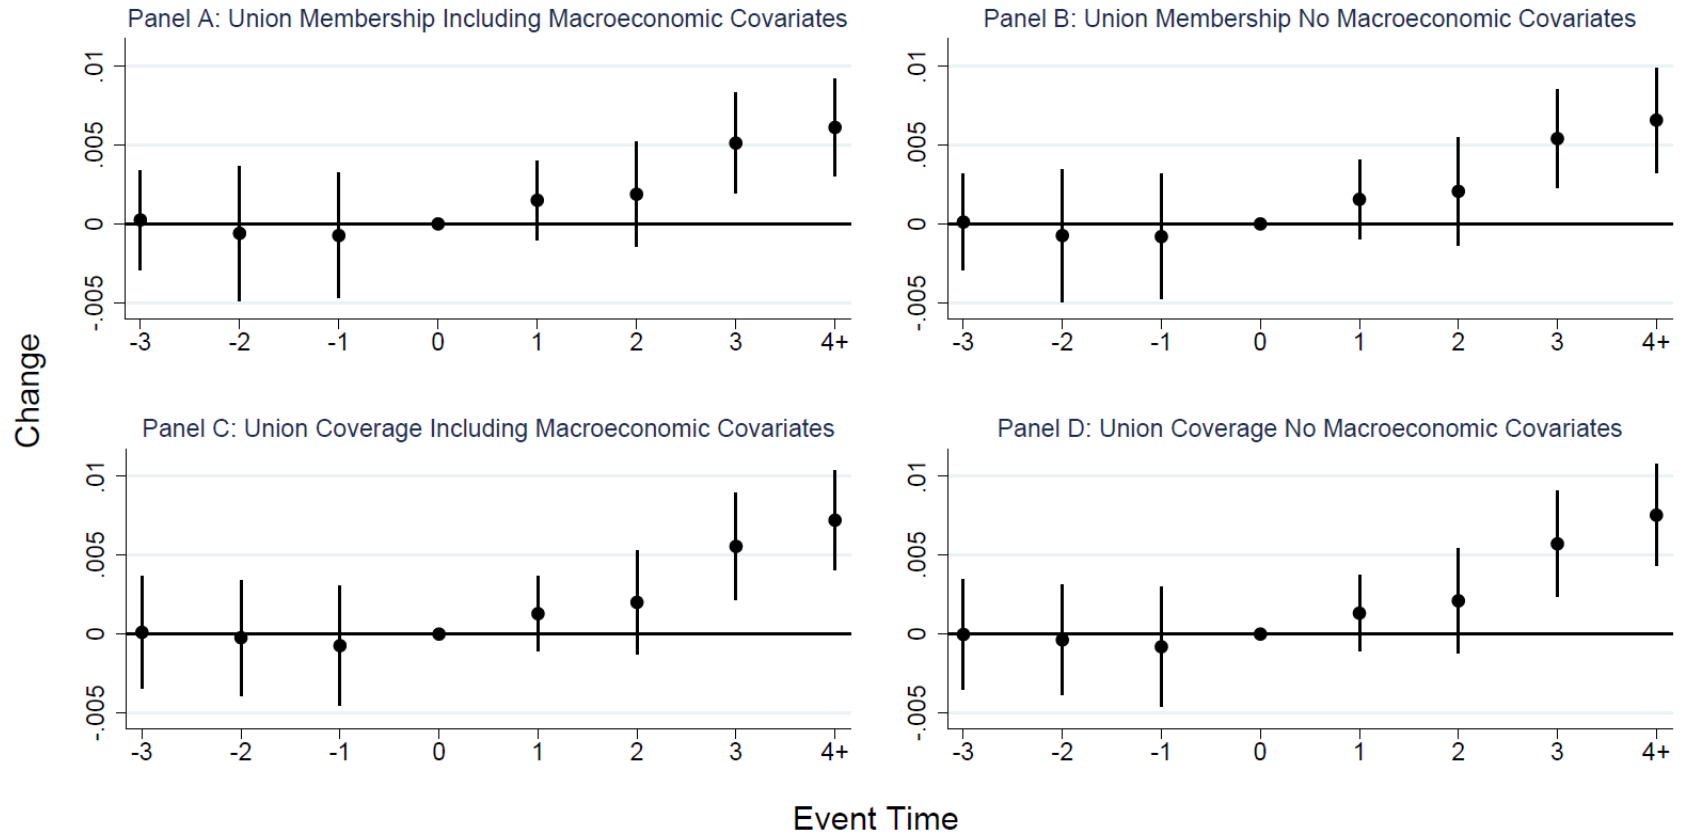 Panel A: Union Membership Including Macroeconomic Covariates
.01
.005
0
-.005
-3 -2 -1 0 1 2 3 4+
Panel B: Union Membership No Macroeconomic Covariates
.01
.005
0
-.005
-3 -2 -1 0 1 2 3 4+
Change
Panel C: Union Coverage Including Macroeconomic Covariates
.01
.005
0
-.005
-3 -2 -1 0 1 2 3 4+
Panel D: Union Coverage No Macroeconomic Covariates
.01
.005
0
-.005
-3 -2 -1 0 1 2 3 4+
Event Time